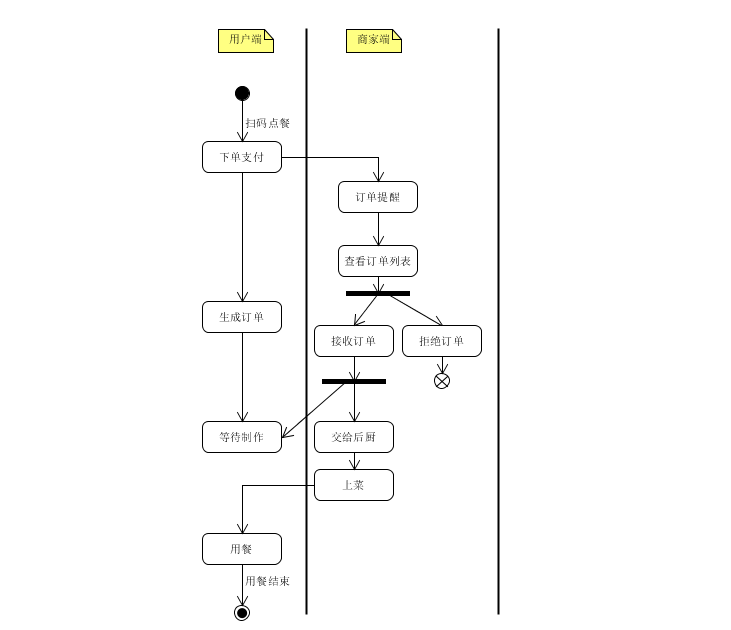 用户端
商家端
扫码点餐
下单支付
订单提醒
查看订单列表
生成订单
接收订单
拒绝订单
等待制作
交给后厨
上菜
用餐
用餐结束